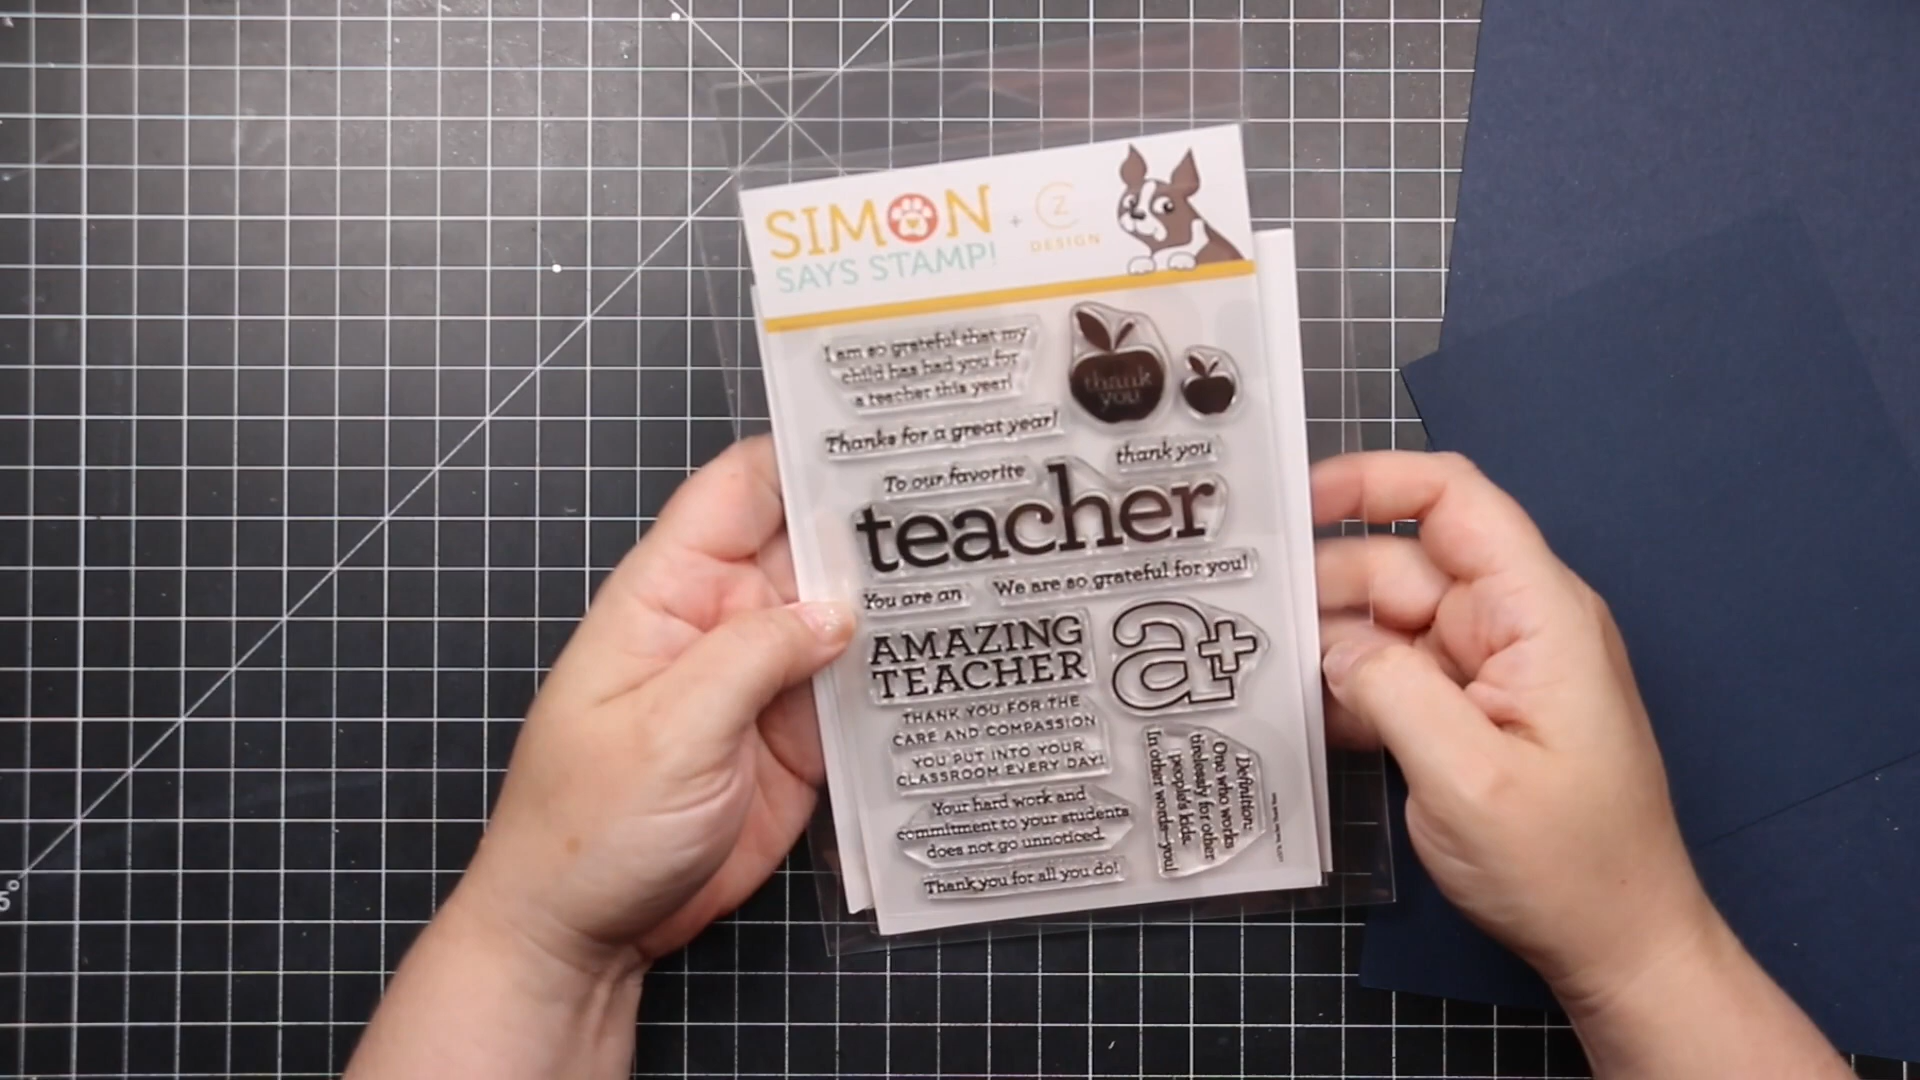 SIMON + CZ
SAYS STAMP! DESIGN
I am so grateful that my
child has had you for
a teacher this year!
thank
you
Thanks for a great year!
thank you
To our favorite
teacher
You are an
We are so grateful for you!
AMAZING
TEACHER
a+
THANK YOU FOR THE
CARE AND COMPASSION
YOU PUT INTO YOUR
CLASSROOM EVERY DAY!
Definition:
One who works
tirelessly for other
people's kids.
In other words—you!
Your hard work and
commitment to your students
does not go unnoticed.
Thank you for all you do!